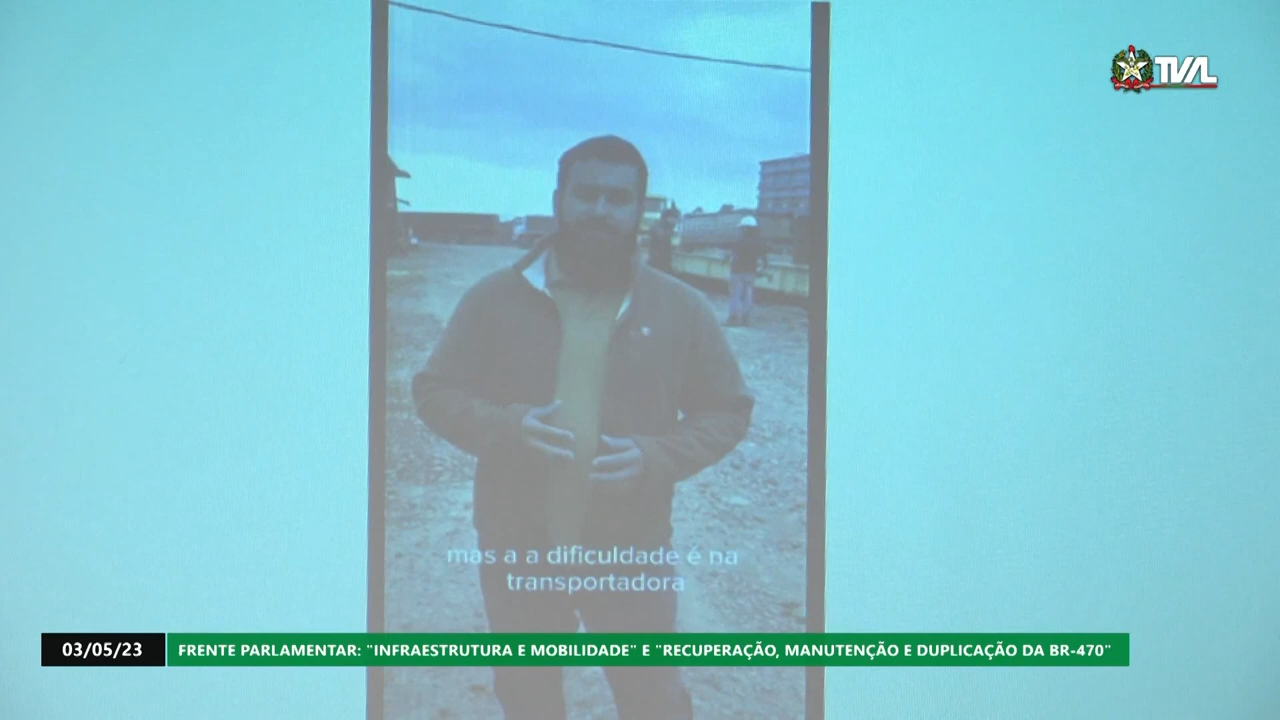 TVAL
mas a a dificuldade é na
transportadora
03/05/23
FRENTE PARLAMENTAR: "INFRAESTRUTURA E MOBILIDADE" E "RECUPERAÇÃO, MANUTENÇÃO E DUPLICAÇÃO DA BR-470"